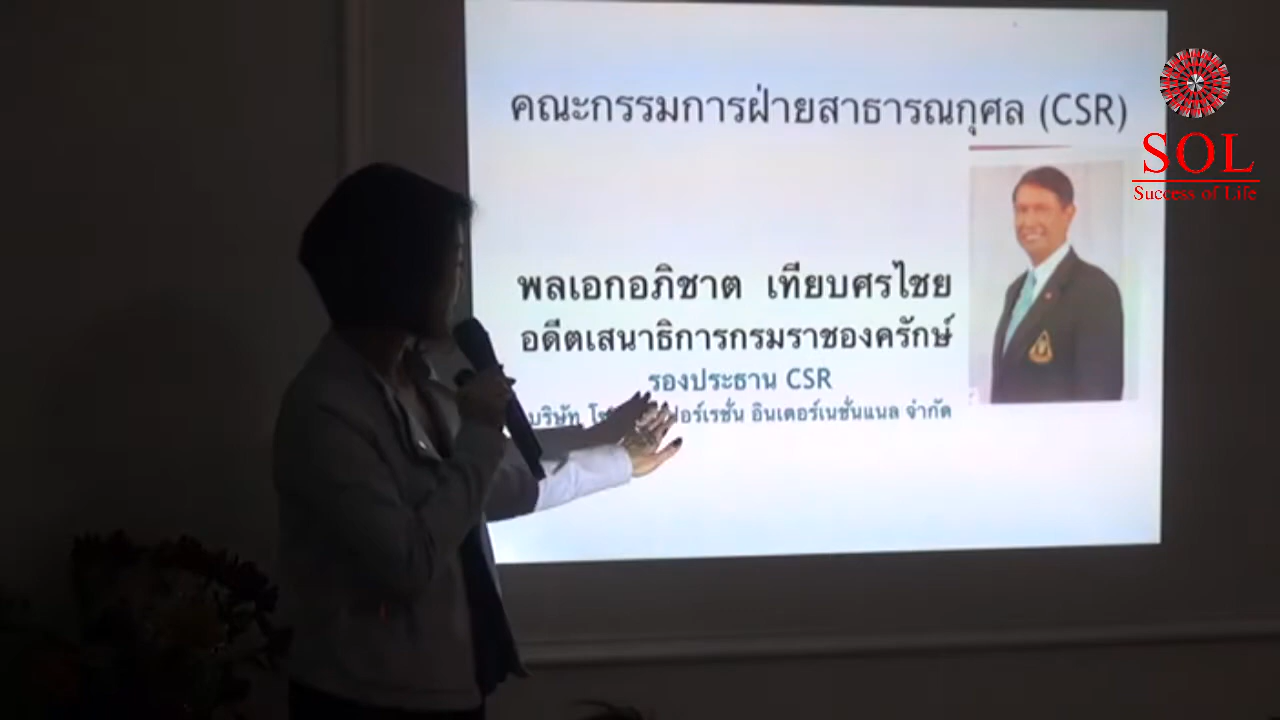 คณะกรรมการฝ่ายสาธารณกุศล (CSR)
SOL
Success of Life
พลเอกอภิชาต เทียบศรไชย
อดีตเสนาธิการกรมราชองครักษ์
รองประธาน CSR
บริษัท อินเตอร์เนชั่นแนล จำกัด